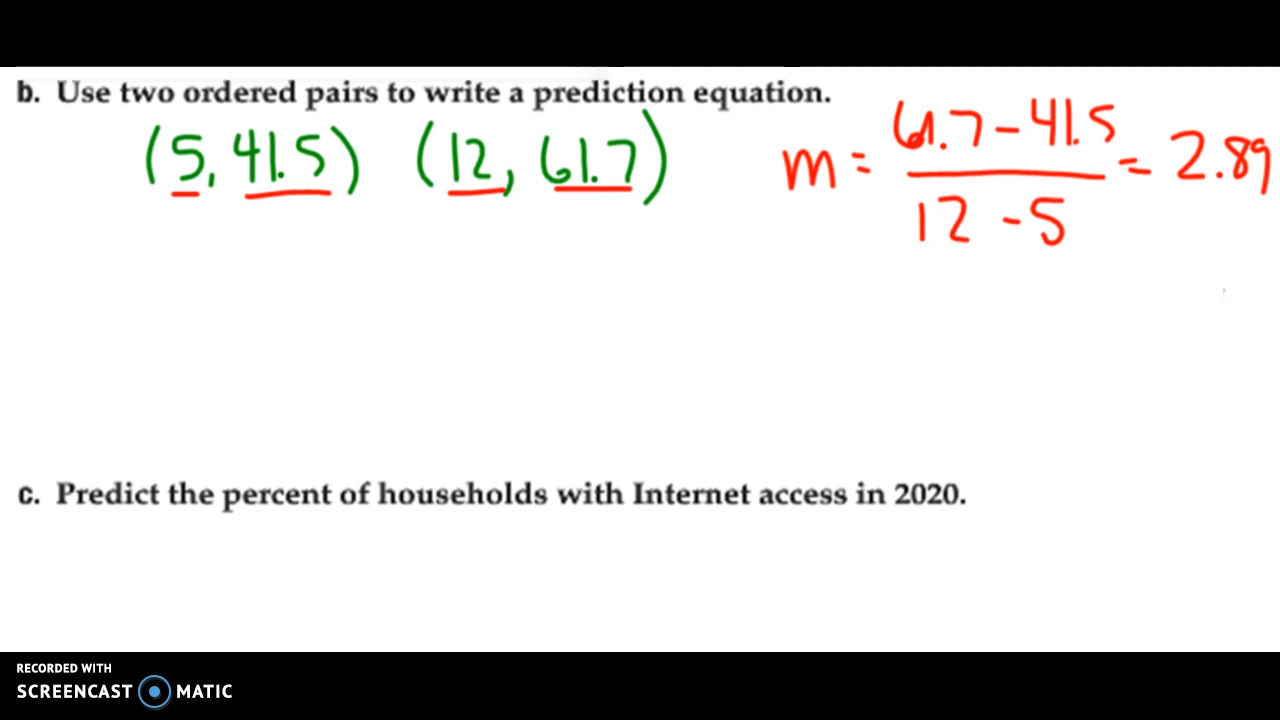 b. Use two ordered pairs to write a prediction equation.
(5, 41.5) (12, 61.7)
m = 61.7 - 41.5 / 12 - 5 = 2.89
c. Predict the percent of households with Internet access in 2020.
RECORDED WITH
SCREENCAST MATIC